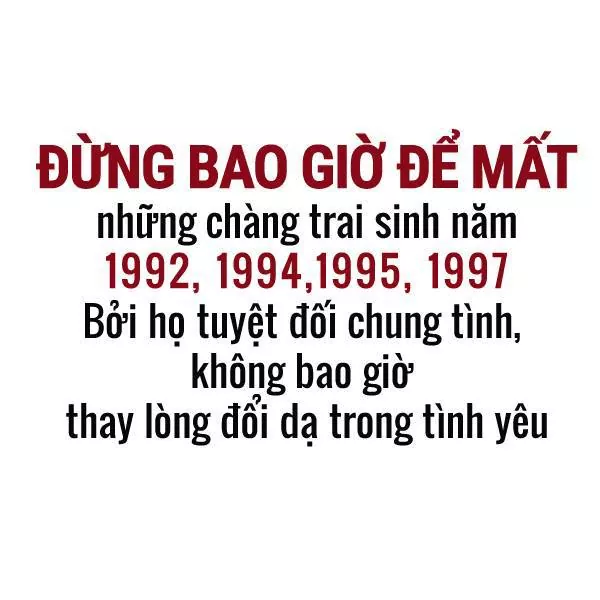 ĐỪNG BAO GIỜ ĐỂ MẤT
những chàng trai sinh năm
1992, 1994,1995, 1997
Bởi họ tuyệt đối chung tình,
không bao giờ
thay lòng đổi dạ trong tình yêu